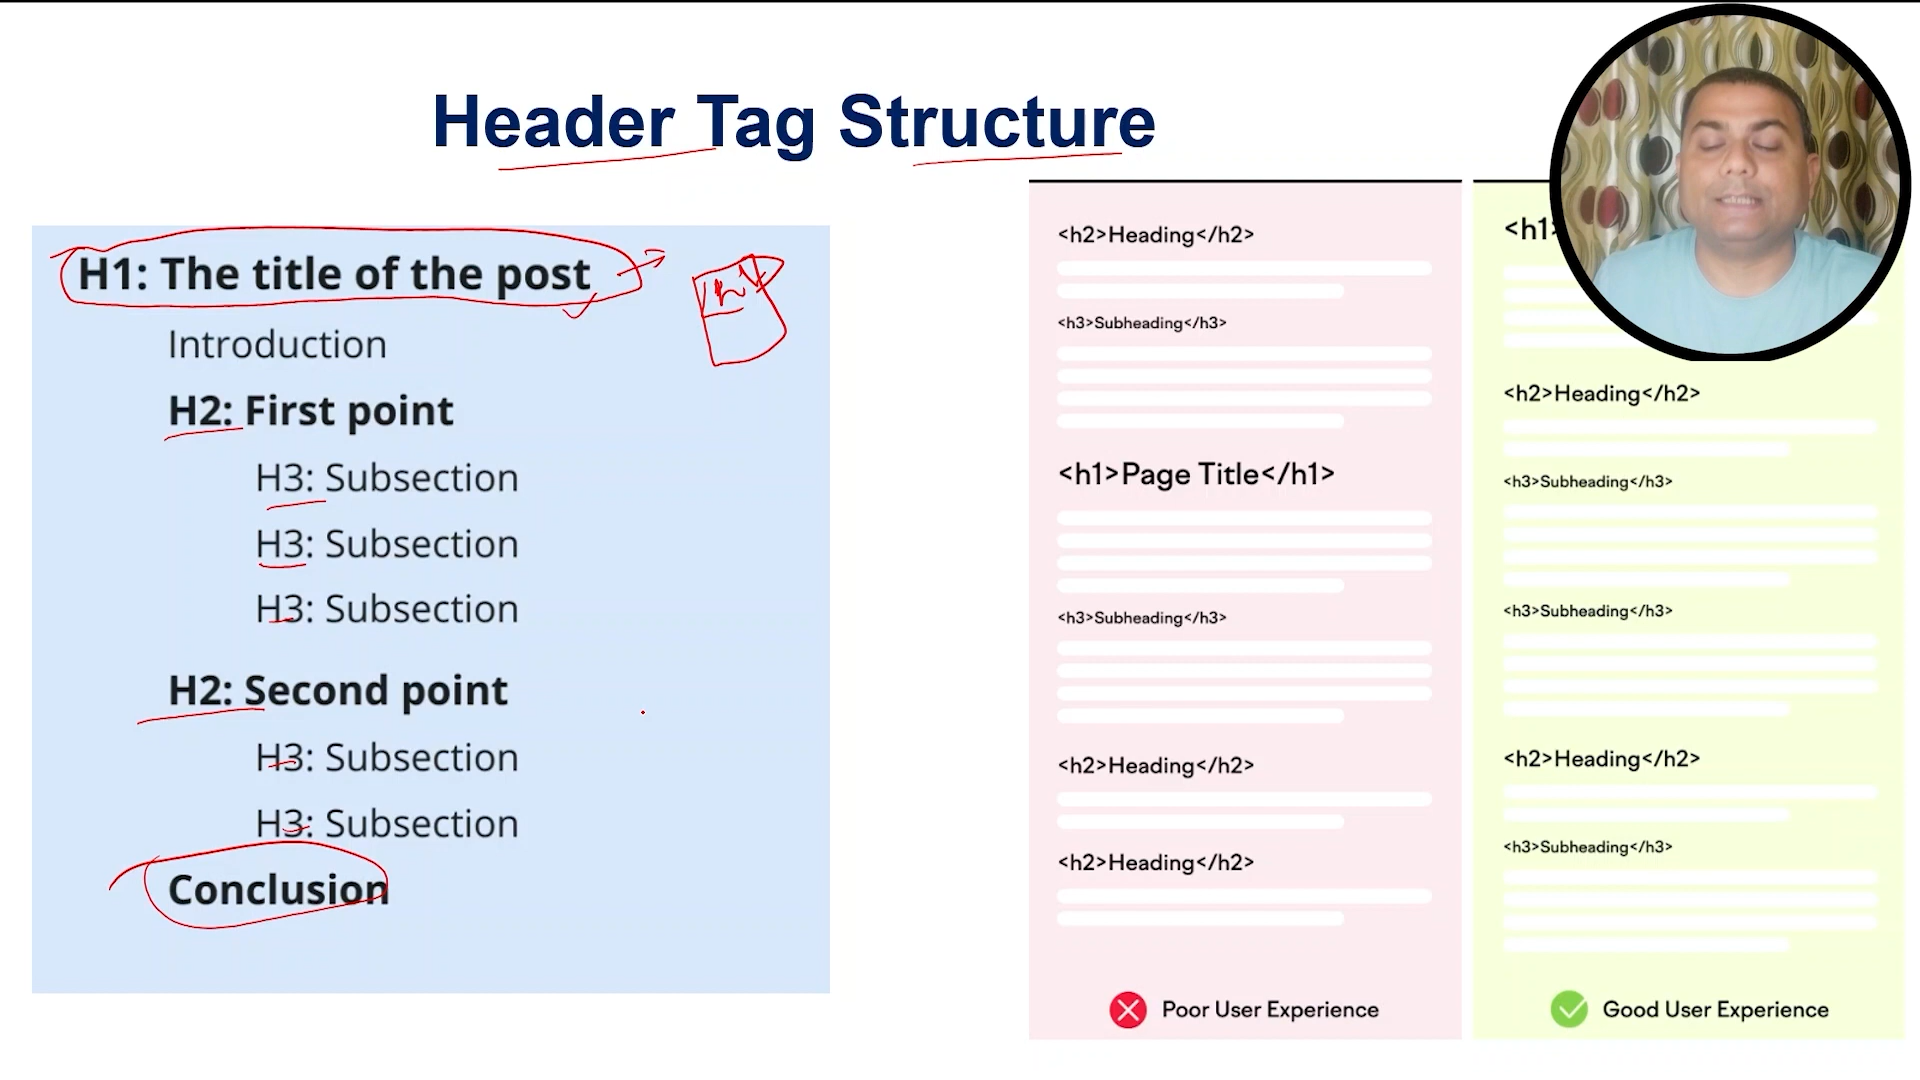 Header Tag Structure
H1: The title of the post
h1
Introduction
H2: First point
H3: Subsection
H3: Subsection
H3: Subsection
H2: Second point
H3: Subsection
H3: Subsection
Conclusion
<h2>Heading</h2>
<h3>Subheading</h3>
<h1>Page Title</h1>
<h3>Subheading</h3>
<h2>Heading</h2>
<h2>Heading</h2>
Poor User Experience
<h1>
<h2>Heading</h2>
<h3>Subheading</h3>
<h3>Subheading</h3>
<h2>Heading</h2>
<h3>Subheading</h3>
Good User Experience